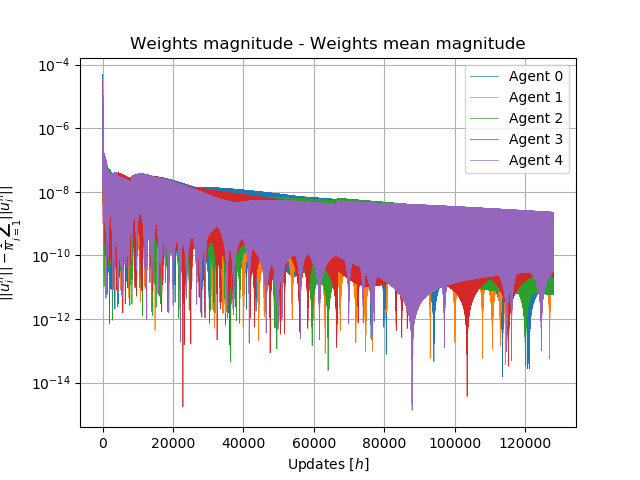 Weights magnitude - Weights mean magnitude
10⁻⁴
10⁻⁶
10⁻⁸
10⁻¹⁰
10⁻¹²
10⁻¹⁴
Agent 0
Agent 1
Agent 2
Agent 3
Agent 4
0 20000 40000 60000 80000 100000 120000
Updates [h]